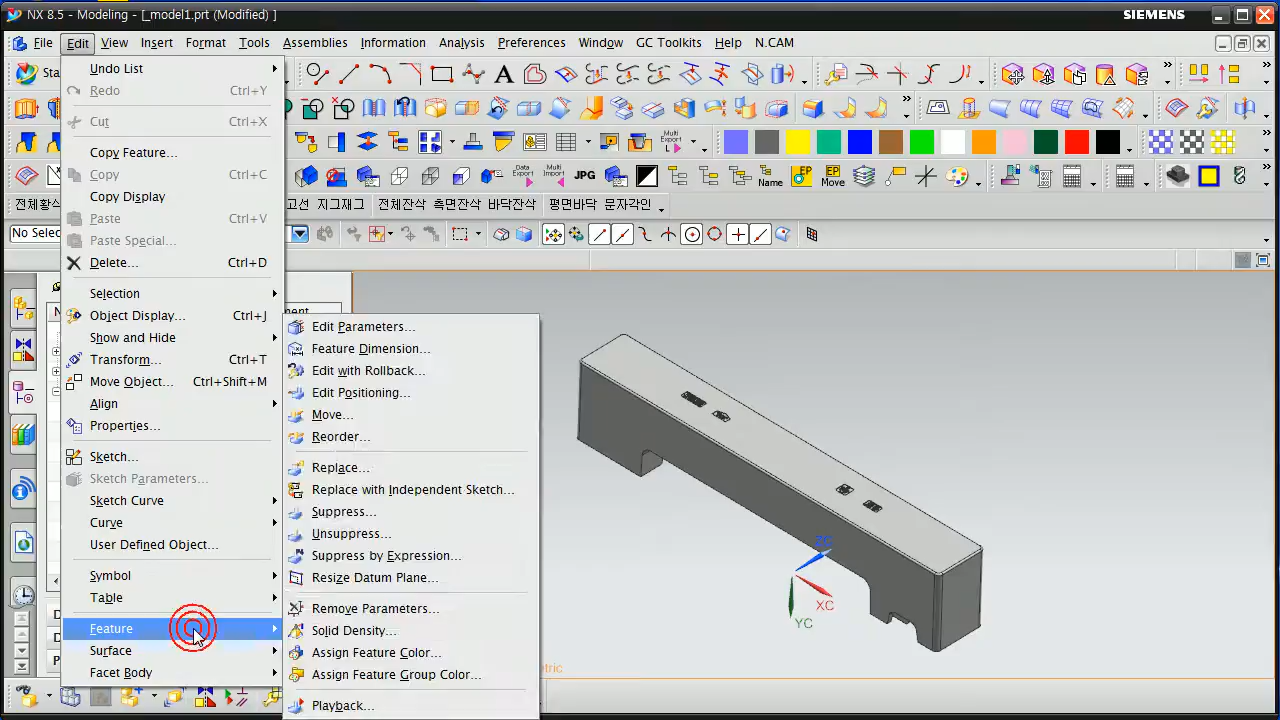 NX 8.5 - Modeling - [_model1.prt (Modified) ]
SIEMENS
File Edit View Insert Format Tools Assemblies Information Analysis Preferences Window GC Toolkits Help N.CAM
Undo List
Redo Ctrl+Y
Cut Ctrl+X
Copy Feature...
Copy Ctrl+C
Copy Display
Paste Ctrl+V
Paste Special...
Delete... Ctrl+D
Selection
Object Display... Ctrl+J
Show and Hide
Transform... Ctrl+T
Move Object... Ctrl+Shift+M
Align
Properties...
Sketch...
Sketch Parameters...
Sketch Curve
Curve
User Defined Object...
Symbol
Table
Feature
Surface
Facet Body
Edit Parameters...
Feature Dimension...
Edit with Rollback...
Edit Positioning...
Move...
Reorder...
Replace...
Replace with Independent Sketch...
Suppress...
Unsuppress...
Suppress by Expression...
Resize Datum Plane...
Remove Parameters...
Solid Density...
Assign Feature Color...
Assign Feature Group Color...
Playback...
Sta
Multi Export
Data Export
Multi Import
JPG
Name
EP
EP Move
전체황식
고선 지그재그 전체잔삭 측면잔삭 바닥잔삭 평면바닥 문자각인
No Selec
ment
ZC
XC
YC
tric